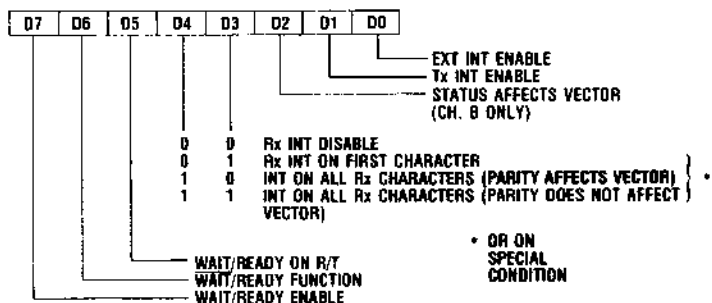 D7 D6 D5 D4 D3 D2 D1 D0
EXT INT ENABLE
Tx INT ENABLE
STATUS AFFECTS VECTOR
(CH. B ONLY)
0 0 Rx INT DISABLE
0 1 Rx INT ON FIRST CHARACTER
1 0 INT ON ALL Rx CHARACTERS (PARITY AFFECTS VECTOR) } *
1 1 INT ON ALL Rx CHARACTERS (PARITY DOES NOT AFFECT
VECTOR)
* OR ON
SPECIAL
CONDITION
WAIT/READY ON R/T
WAIT/READY FUNCTION
WAIT/READY ENABLE